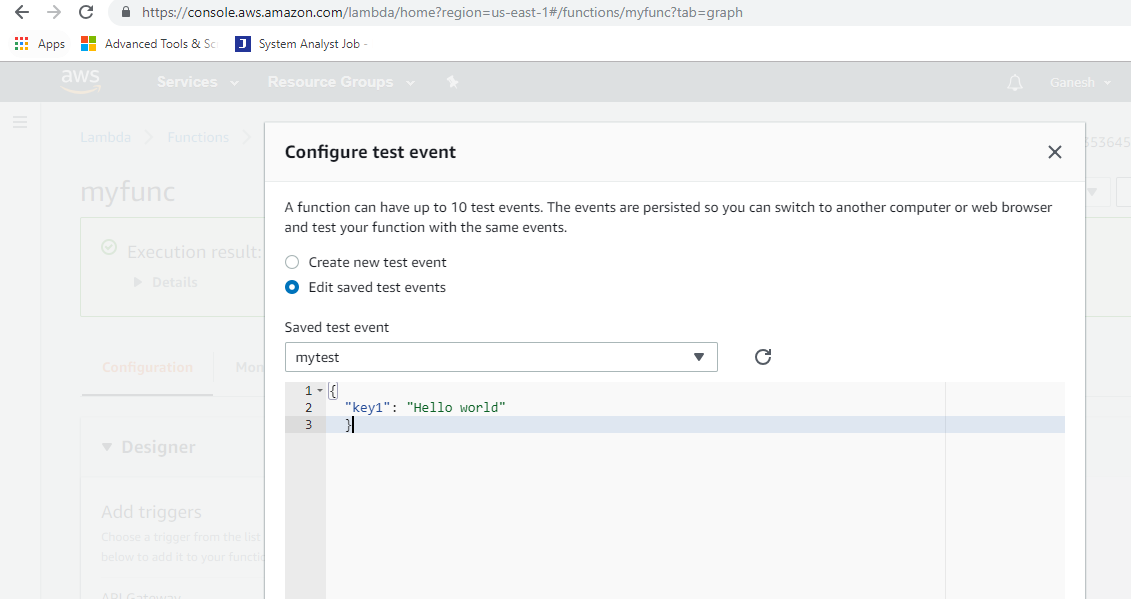 https://console.aws.amazon.com/lambda/home?region=us-east-1#/functions/myfunc?tab=graph
Apps Advanced Tools & Sc System Analyst Job -
aws Services Resource Groups Ganesh
Lambda Functions
353645
Configure test event
myfunc
A function can have up to 10 test events. The events are persisted so you can switch to another computer or web browser
and test your function with the same events.
Execution result:
Details
Create new test event
Edit saved test events
Saved test event
mytest
Configuration Mon
1 {
2 "key1": "Hello world"
3 }
Designer
Add triggers
Choose a trigger from the list
below to add it to your functio
API Gateway